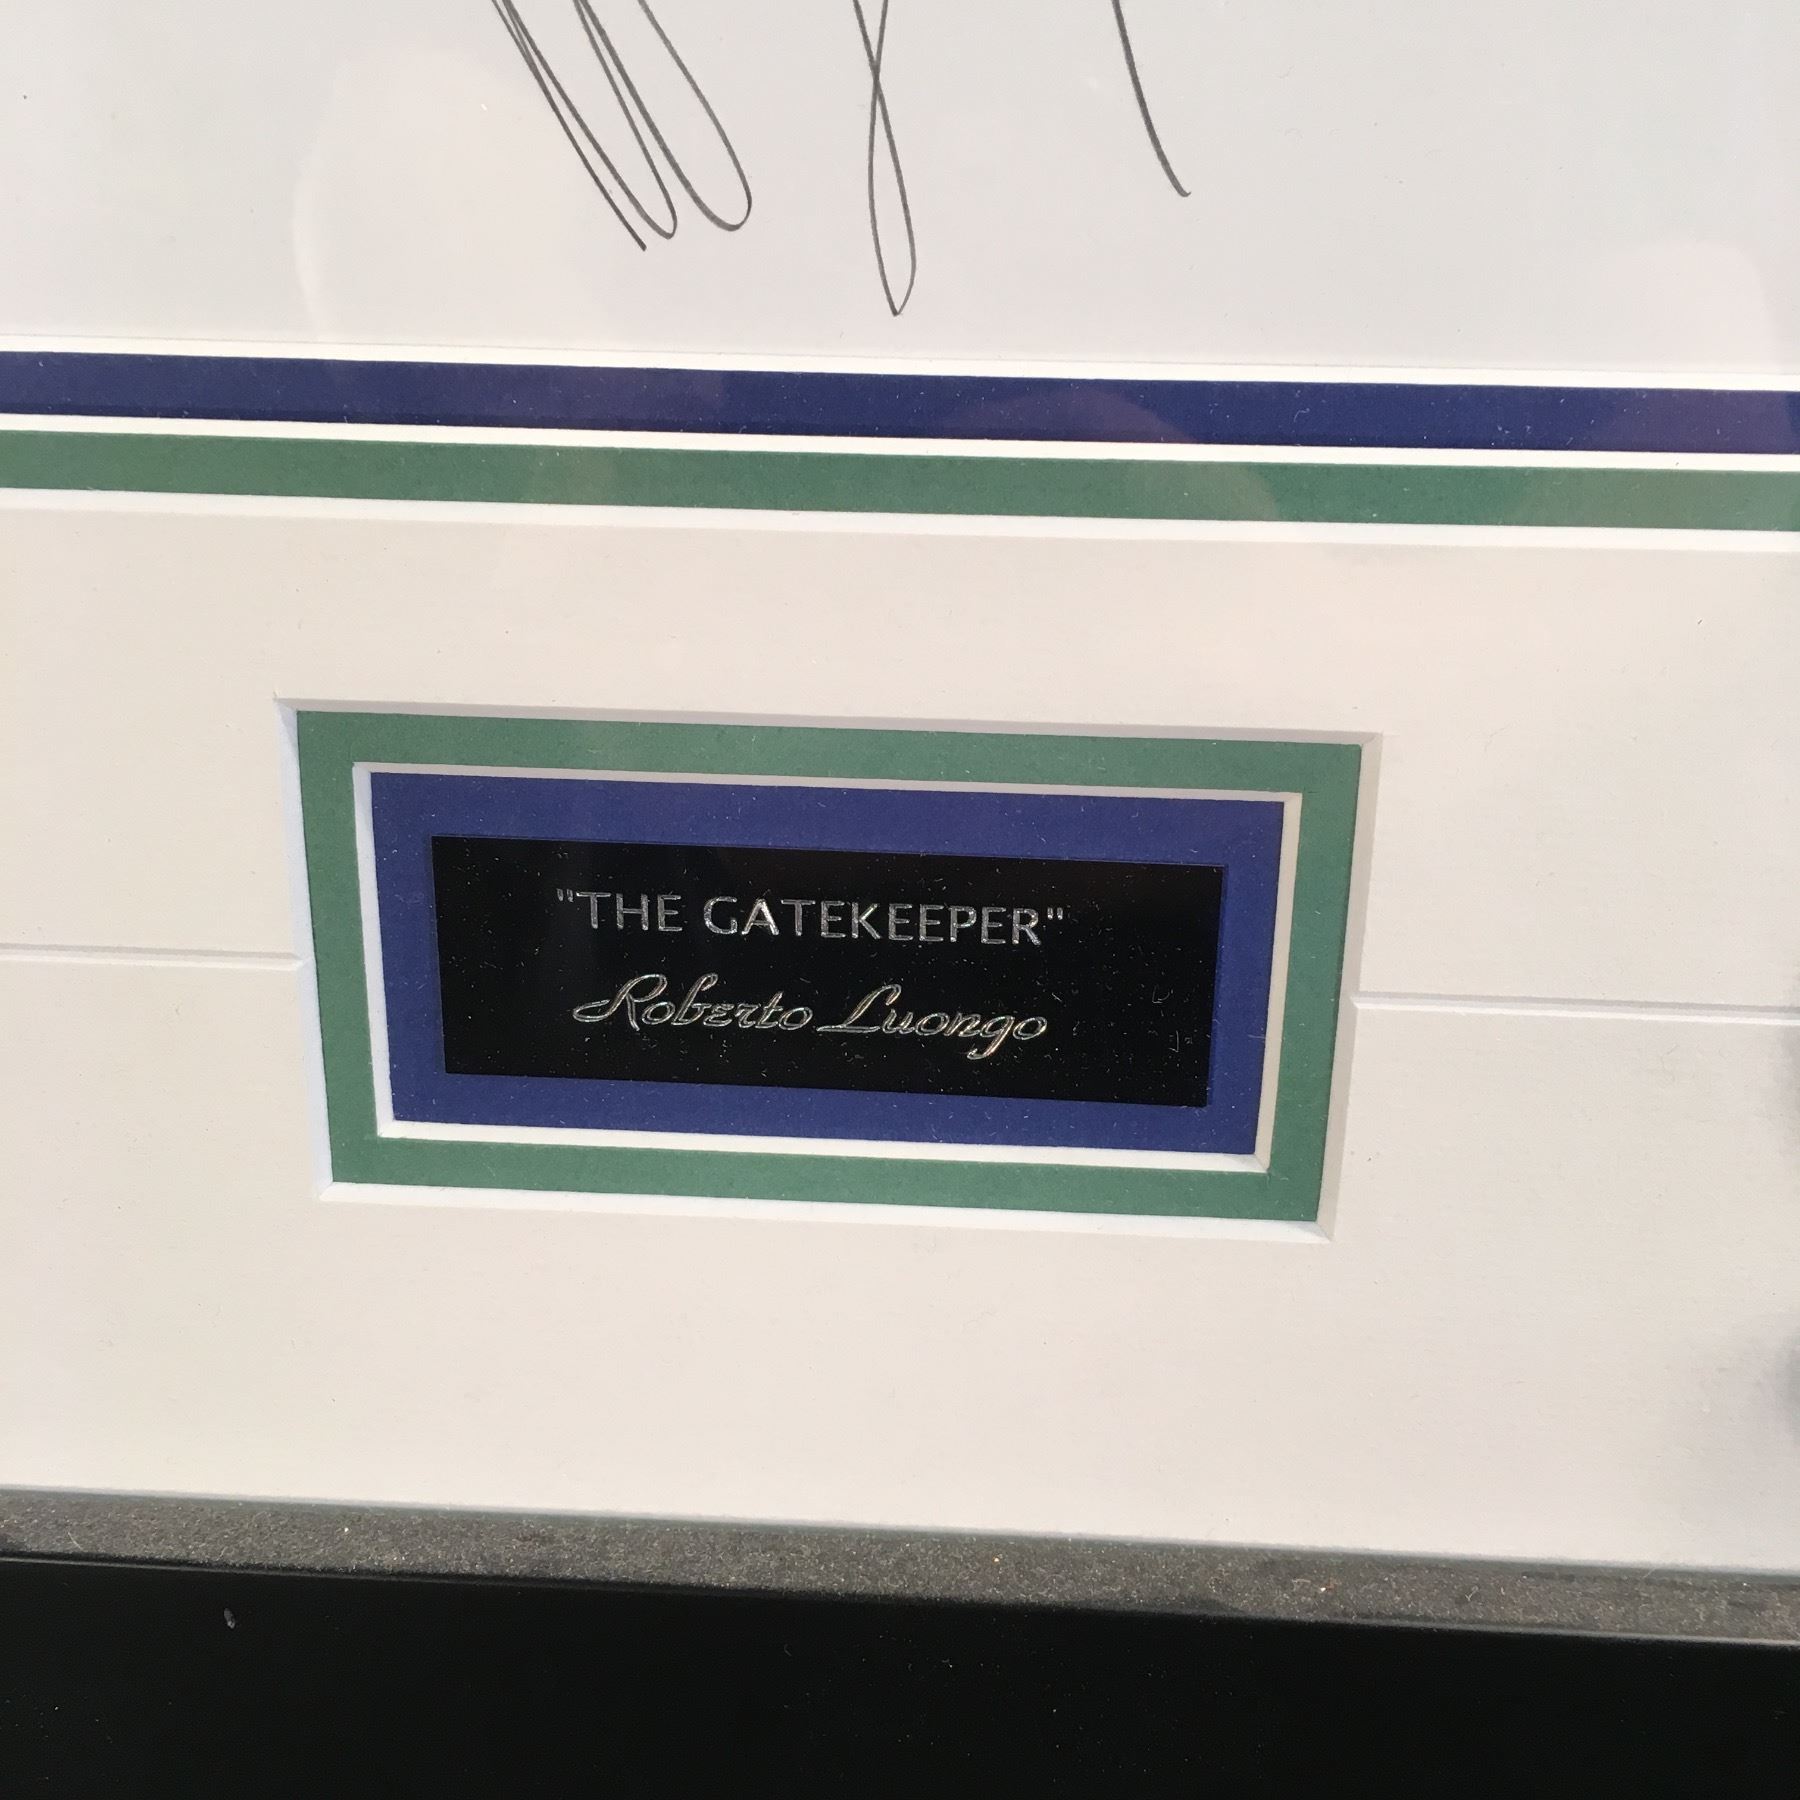 "THE GATEKEEPER"
Roberto Luongo